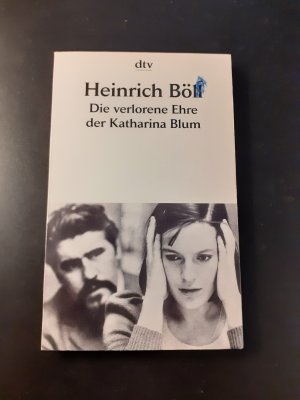 dtv
Heinrich Böll
Die verlorene Ehre
der Katharina Blum